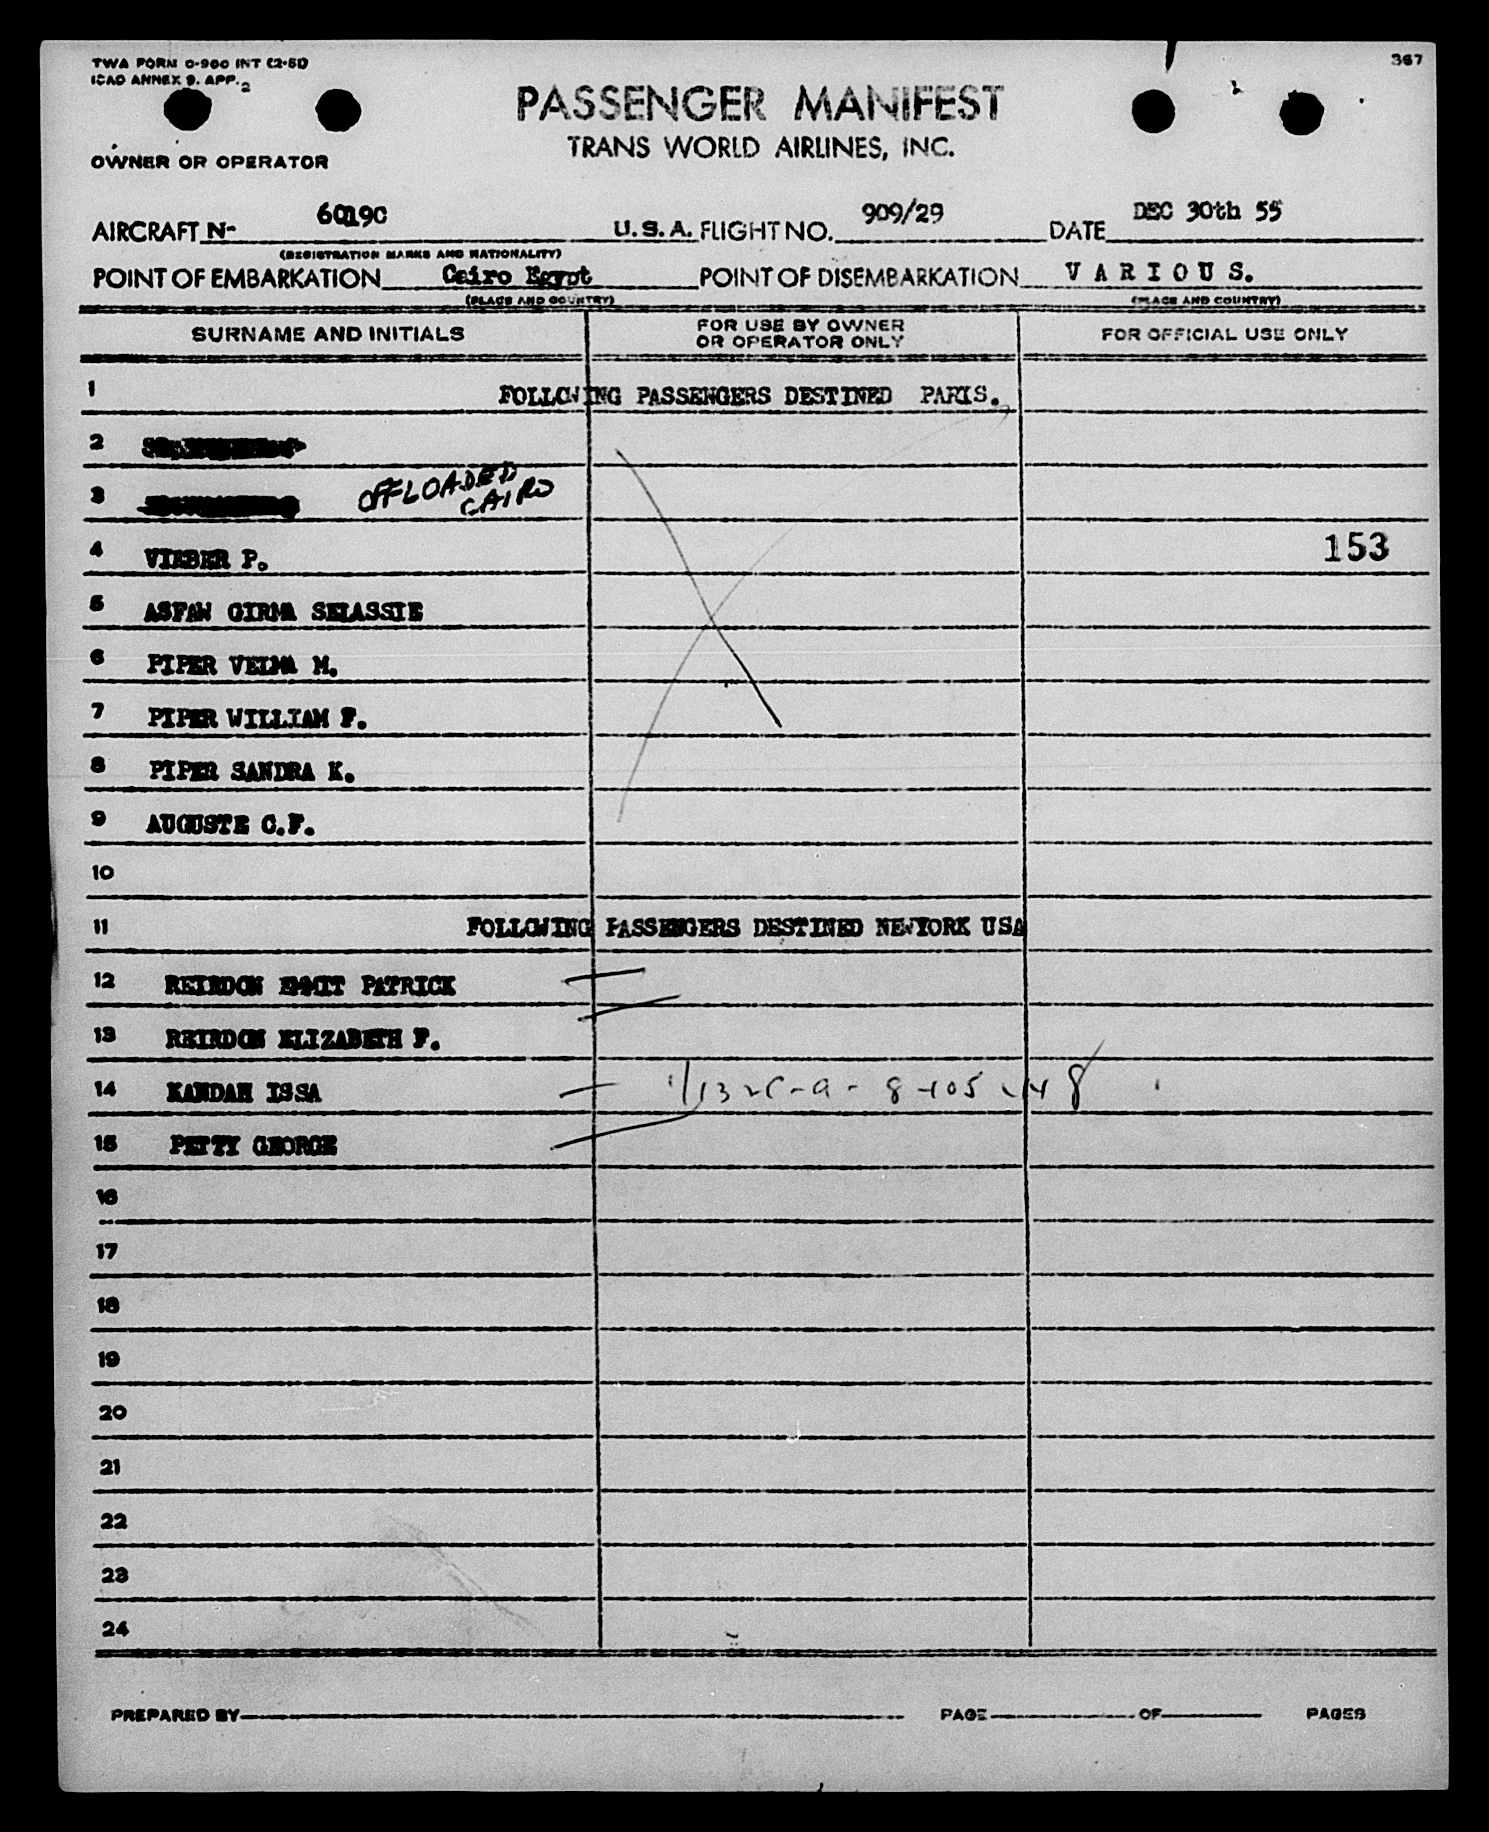 TWA FORM O-900 INT (2-51)
367
ICAO ANNEX 9. APP. 2
PASSENGER MANIFEST
TRANS WORLD AIRLINES, INC.
OWNER OR OPERATOR
AIRCRAFT N- 6019C U.S.A. FLIGHT NO. 909/29 DATE DEC 30th 55
(REGISTRATION MARKS AND NATIONALITY)
POINT OF EMBARKATION Cairo Egypt POINT OF DISEMBARKATION VARIOUS.
(PLACE AND COUNTRY) (PLACE AND COUNTRY)
SURNAME AND INITIALS FOR USE BY OWNER OR OPERATOR ONLY FOR OFFICIAL USE ONLY
1 FOLLOWING PASSENGERS DESTINED PARIS.
2
3 OFFLOADED CAIRO
4 VIEBER P. 153
5 ASFAW GIRMA SELASSIE
6 PIPER VELMA M.
7 PIPER WILLIAM F.
8 PIPER SANDRA K.
9 AUGUSTE C.F.
10
11 FOLLOWING PASSENGERS DESTINED NEWYORK USA
12 REIRDON EMMIT PATRICK
13 REIRDON ELIZABETH F.
14 KANDAH ISSA
15 PETTY GEORGE
16
17
18
19
20
21
22
23
24
PREPARED BY PAGE OF PAGES